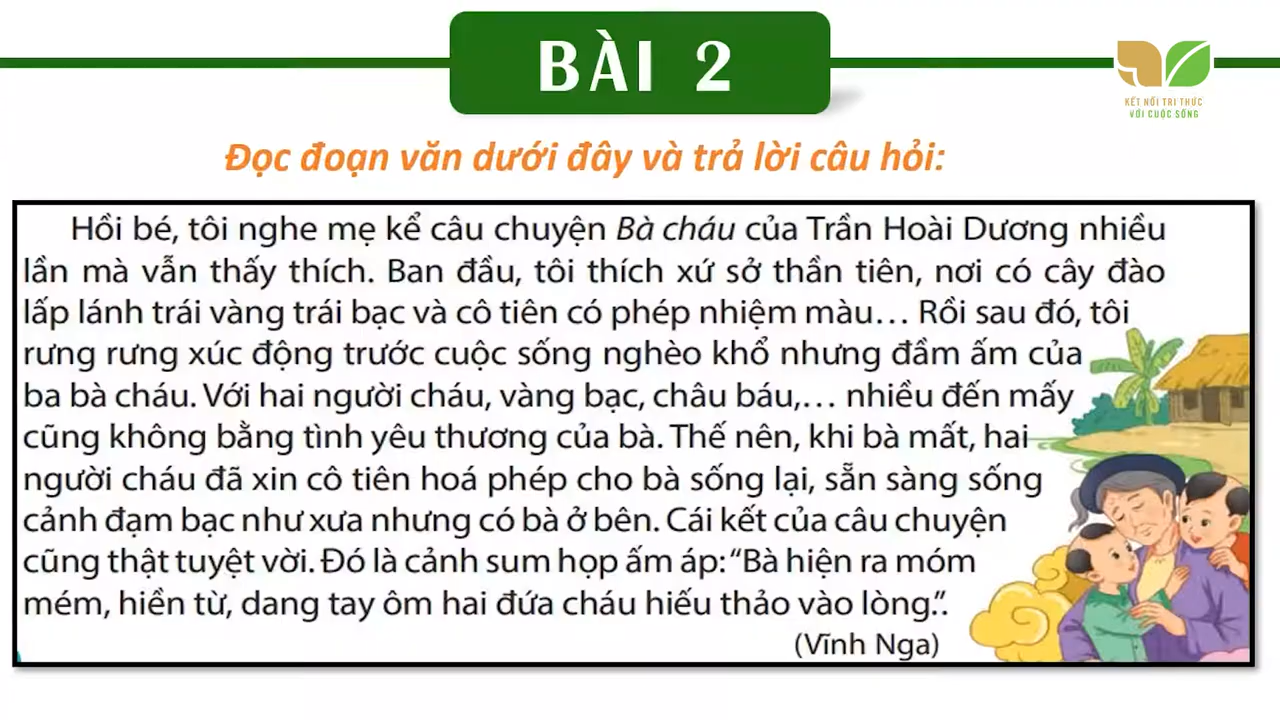 BÀI 2
KẾT NỐI TRI THỨC
VỚI CUỘC SỐNG
Đọc đoạn văn dưới đây và trả lời câu hỏi:
Hồi bé, tôi nghe mẹ kể câu chuyện Bà cháu của Trần Hoài Dương nhiều
lần mà vẫn thấy thích. Ban đầu, tôi thích xứ sở thần tiên, nơi có cây đào
lấp lánh trái vàng trái bạc và cô tiên có phép nhiệm màu... Rồi sau đó, tôi
rưng rưng xúc động trước cuộc sống nghèo khổ nhưng đầm ấm của
ba bà cháu. Với hai người cháu, vàng bạc, châu báu,... nhiều đến mấy
cũng không bằng tình yêu thương của bà. Thế nên, khi bà mất, hai
người cháu đã xin cô tiên hoá phép cho bà sống lại, sẵn sàng sống
cảnh đạm bạc như xưa nhưng có bà ở bên. Cái kết của câu chuyện
cũng thật tuyệt vời. Đó là cảnh sum họp ấm áp: “Bà hiện ra móm
mém, hiền từ, dang tay ôm hai đứa cháu hiếu thảo vào lòng.”.
(Vĩnh Nga)